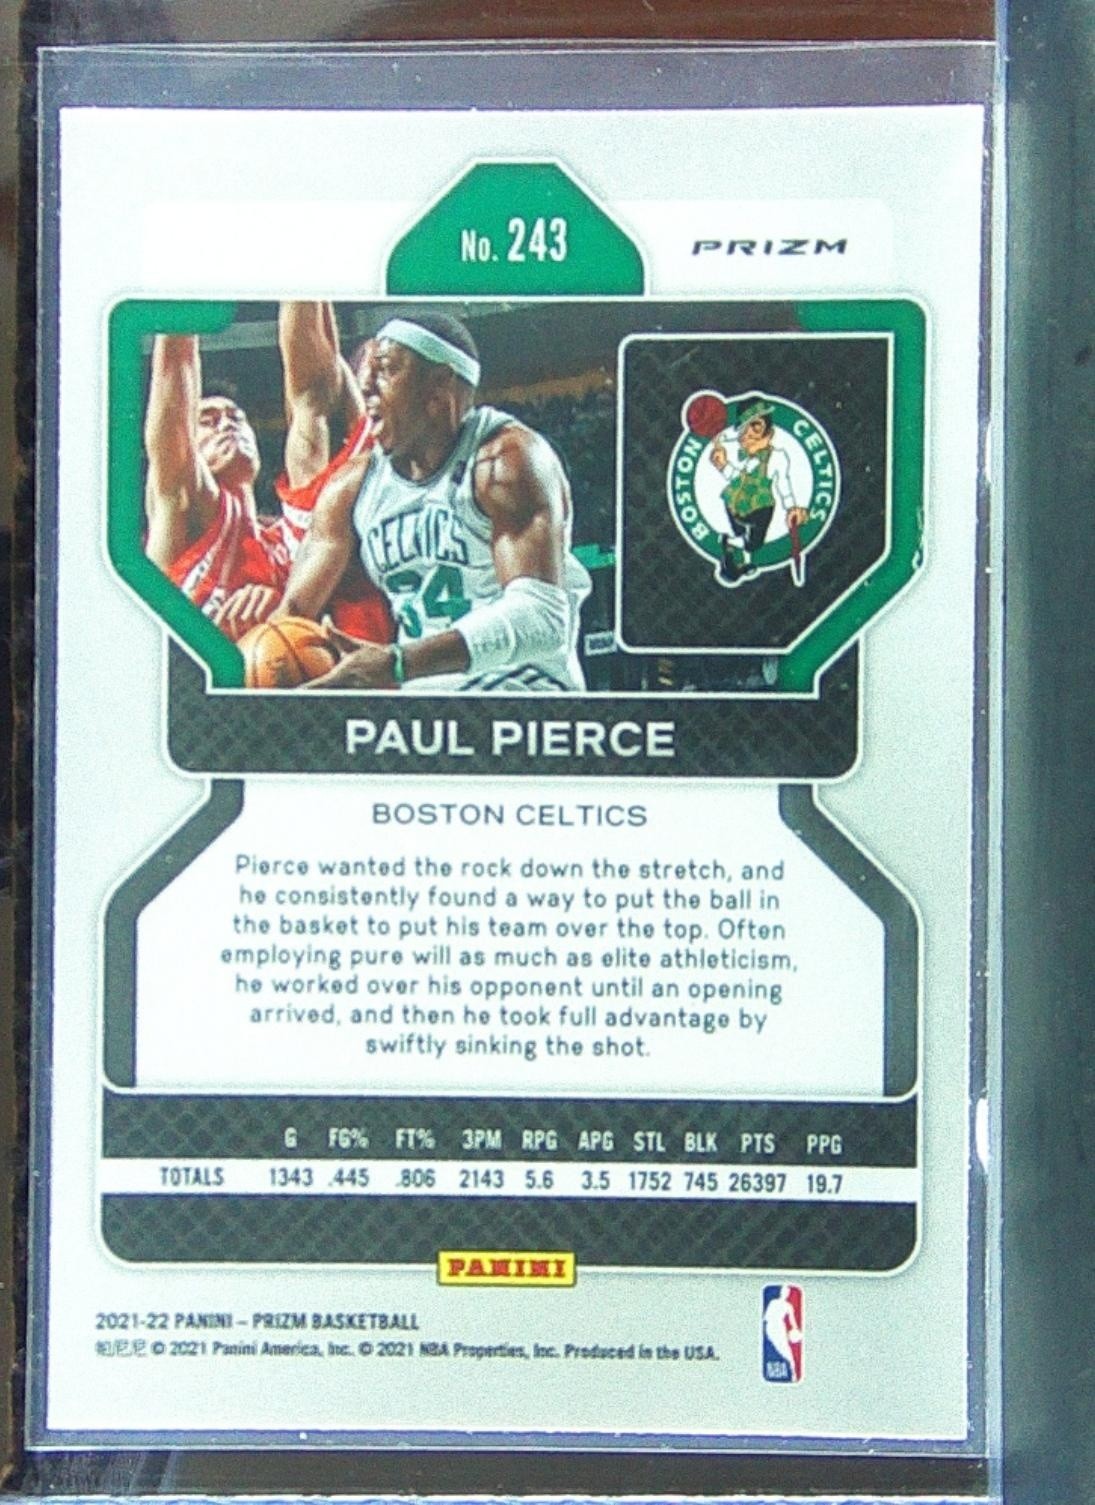 No. 243
PRIZM
BOSTON CELTICS
CELTICS
34
PAUL PIERCE
BOSTON CELTICS
Pierce wanted the rock down the stretch, and
he consistently found a way to put the ball in
the basket to put his team over the top. Often
employing pure will as much as elite athleticism,
he worked over his opponent until an opening
arrived, and then he took full advantage by
swiftly sinking the shot.
G FG% FT% 3PM RPG APG STL BLK PTS PPG
TOTALS 1343 .445 .806 2143 5.6 3.5 1752 745 26397 19.7
PANINI
2021-22 PANINI – PRIZM BASKETBALL
帕尼尼 © 2021 Panini America, Inc. © 2021 NBA Properties, Inc. Produced in the USA.
NBA